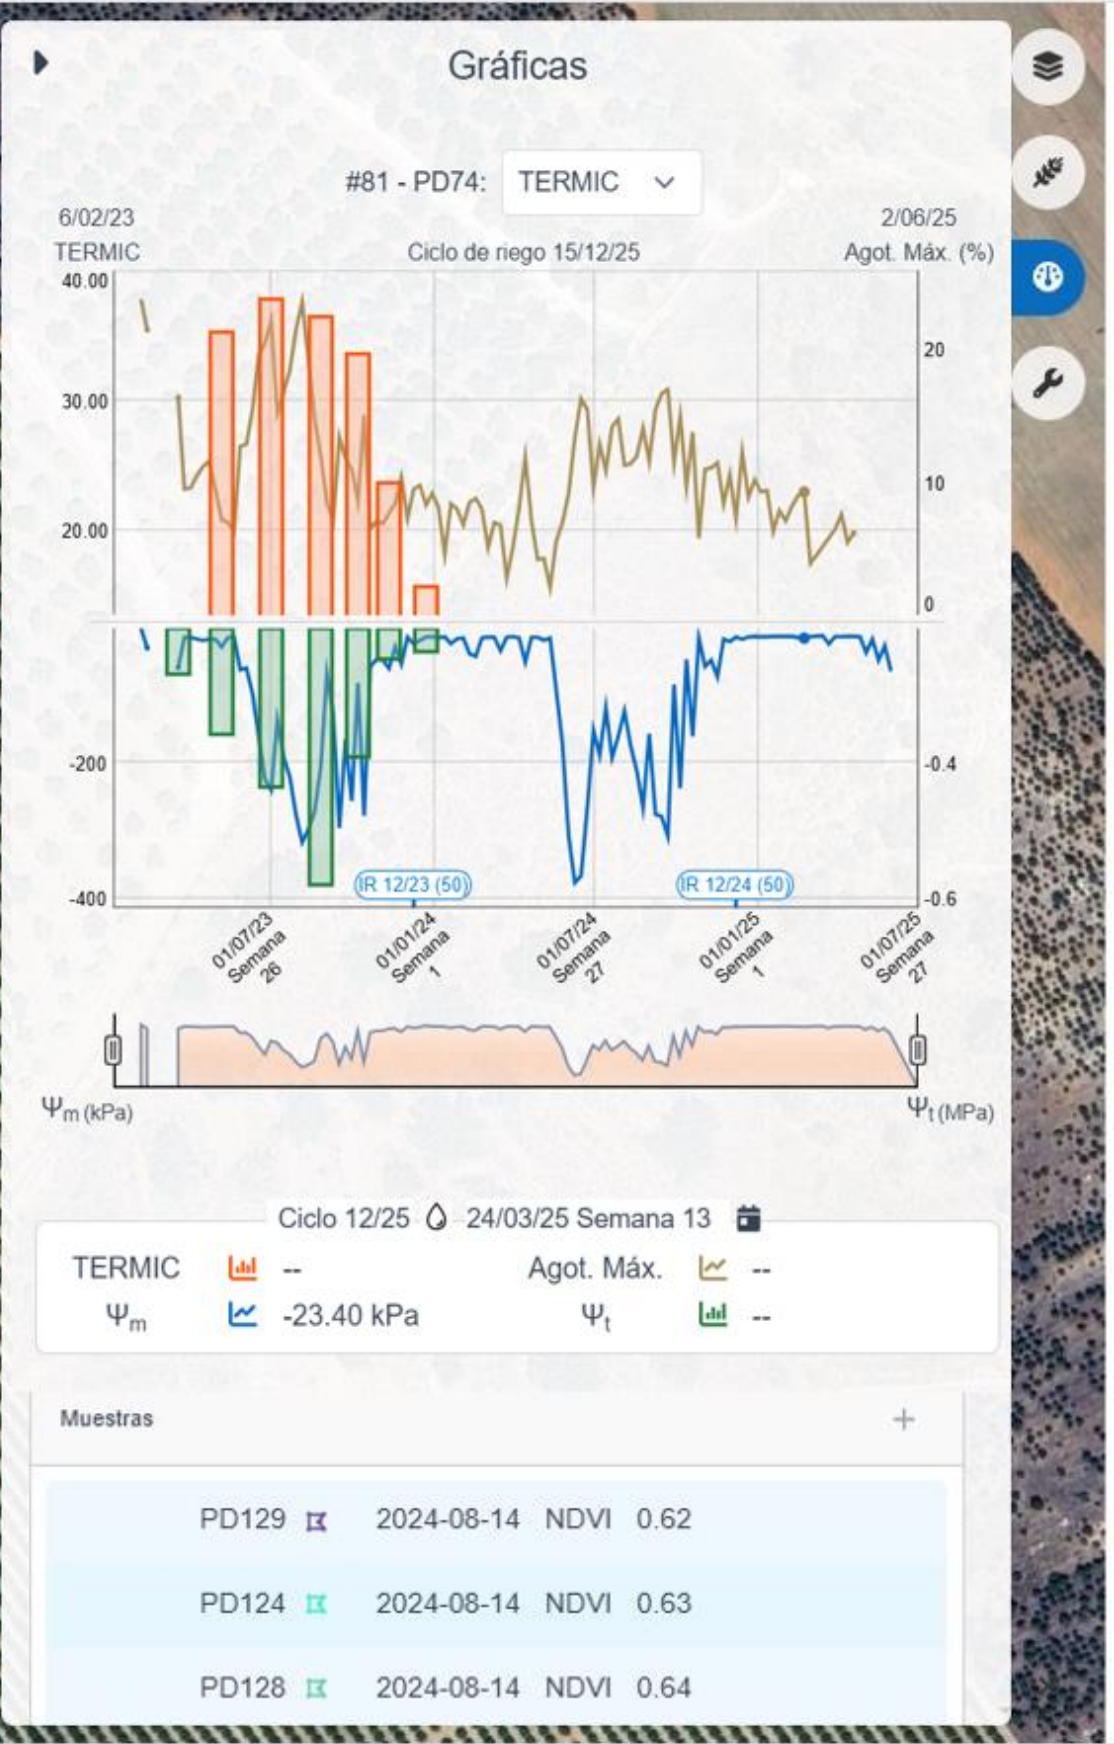 Gráficas
#81 - PD74: TERMIC
6/02/23 2/06/25
TERMIC Ciclo de riego 15/12/25 Agot. Máx. (%)
40.00
20
30.00
10
20.00
0
-200 -0.4
IR 12/23 (50) IR 12/24 (50)
-400 -0.6
01/07/23 Semana 26
01/01/24 Semana 1
01/07/24 Semana 27
01/01/25 Semana 1
01/07/25 Semana 27
Ψm (kPa) Ψt (MPa)
Ciclo 12/25 24/03/25 Semana 13
TERMIC -- Agot. Máx. --
Ψm -23.40 kPa Ψt --
Muestras +
PD129 2024-08-14 NDVI 0.62
PD124 2024-08-14 NDVI 0.63
PD128 2024-08-14 NDVI 0.64